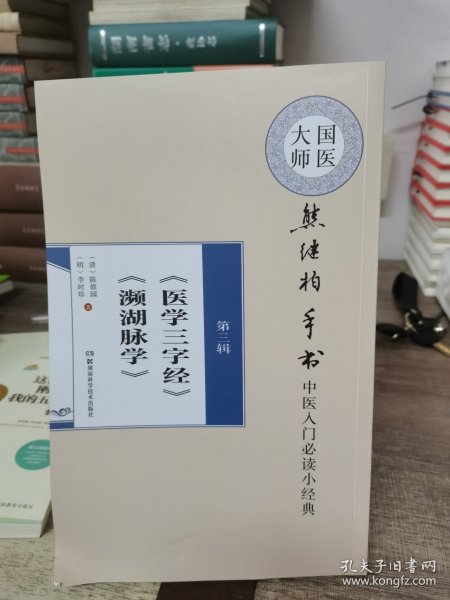 国医
大师
熊继柏手书
中医入门必读小经典
第三辑
《医学三字经》
《濒湖脉学》
(清)陈修园
(明)李时珍
著
湖南科学技术出版社
孔夫子旧书网
www.kongfz.com